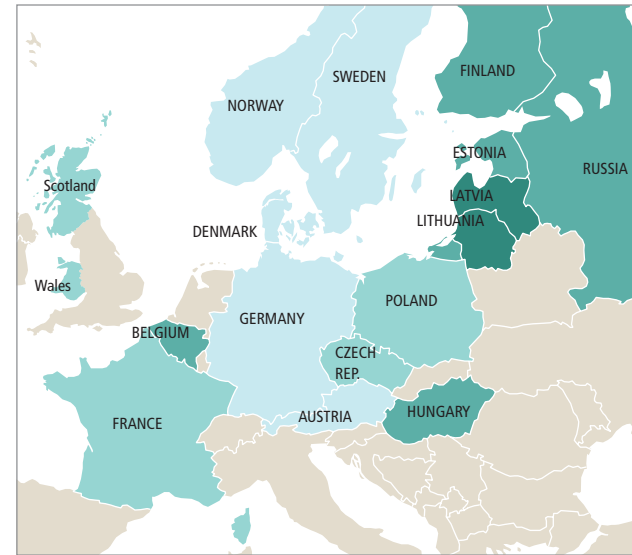 SWEDEN
FINLAND
NORWAY
ESTONIA
RUSSIA
Scotland
LATVIA
LITHUANIA
DENMARK
Wales
POLAND
GERMANY
BELGIUM
CZECH
REP.
HUNGARY
AUSTRIA
FRANCE